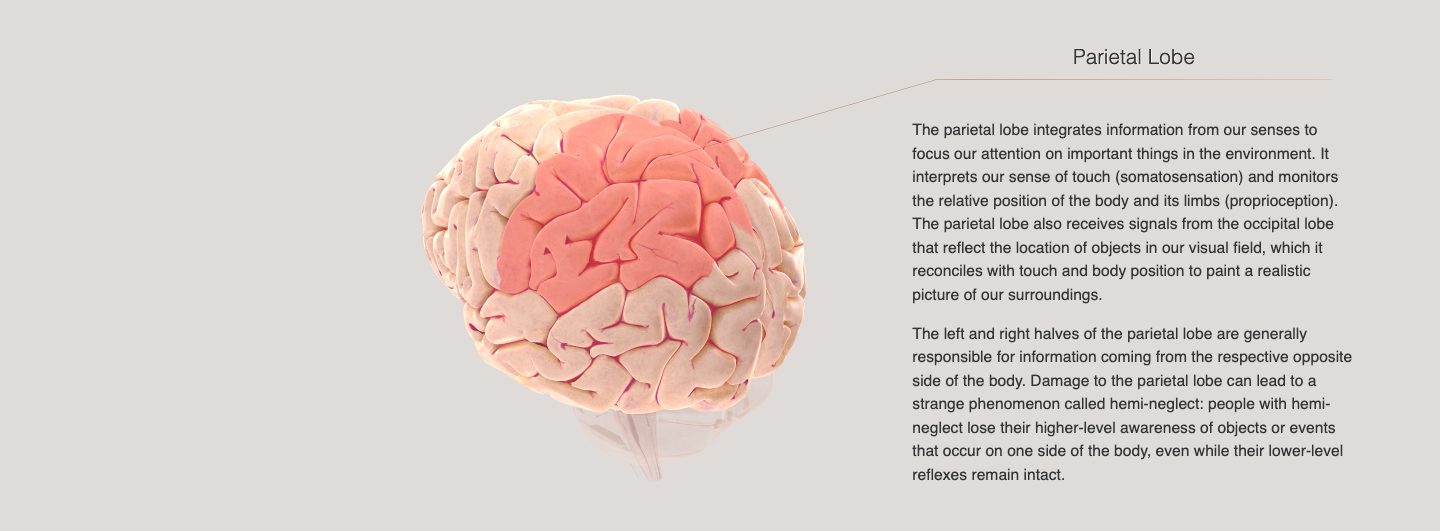 Parietal Lobe
The parietal lobe integrates information from our senses to
focus our attention on important things in the environment. It
interprets our sense of touch (somatosensation) and monitors
the relative position of the body and its limbs (proprioception).
The parietal lobe also receives signals from the occipital lobe
that reflect the location of objects in our visual field, which it
reconciles with touch and body position to paint a realistic
picture of our surroundings.
The left and right halves of the parietal lobe are generally
responsible for information coming from the respective opposite
side of the body. Damage to the parietal lobe can lead to a
strange phenomenon called hemi-neglect: people with hemi-
neglect lose their higher-level awareness of objects or events
that occur on one side of the body, even while their lower-level
reflexes remain intact.